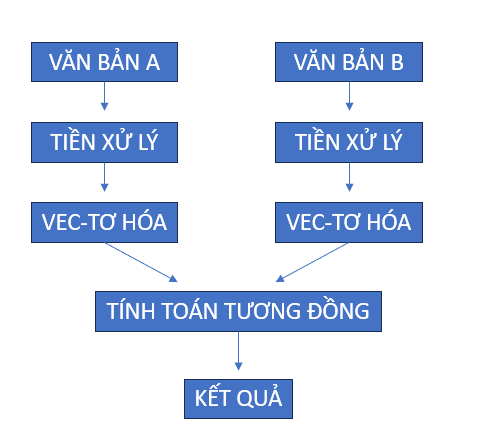 VĂN BẢN A
VĂN BẢN B
TIỀN XỬ LÝ
TIỀN XỬ LÝ
VEC-TƠ HÓA
VEC-TƠ HÓA
TÍNH TOÁN TƯƠNG ĐỒNG
KẾT QUẢ